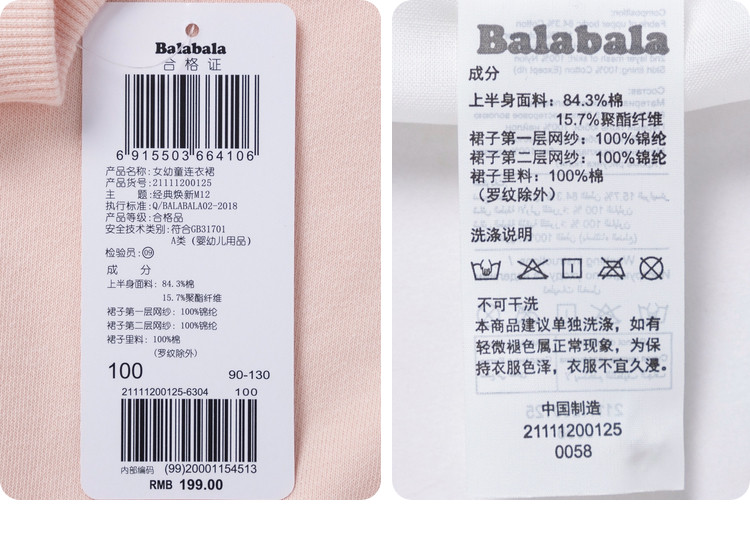 Balabala
合格证
6 915503 664106
产品名称:女幼童连衣裙
产品货号:21111200125
主 题:经典焕新M12
执行标准:Q/BALABALA02-2018
产品等级:合格品
安全技术类别:符合GB31701
A类(婴幼儿用品)
检验员:09
成 分
上半身面料: 84.3%棉
15.7%聚酯纤维
裙子第一层网纱: 100%锦纶
裙子第二层网纱: 100%锦纶
裙子里料: 100%棉
(罗纹除外)
100 90-130
21111200125-6304 100
内部编码 (99)20001154513
RMB 199.00
Balabala
成分
上半身面料: 84.3%棉
15.7%聚酯纤维
裙子第一层网纱: 100%锦纶
裙子第二层网纱: 100%锦纶
裙子里料: 100%棉
(罗纹除外)
洗涤说明
不可干洗
本商品建议单独洗涤, 如有
轻微褪色属正常现象, 为保
持衣服色泽, 衣服不宜久浸。
中国制造
21111200125
0058